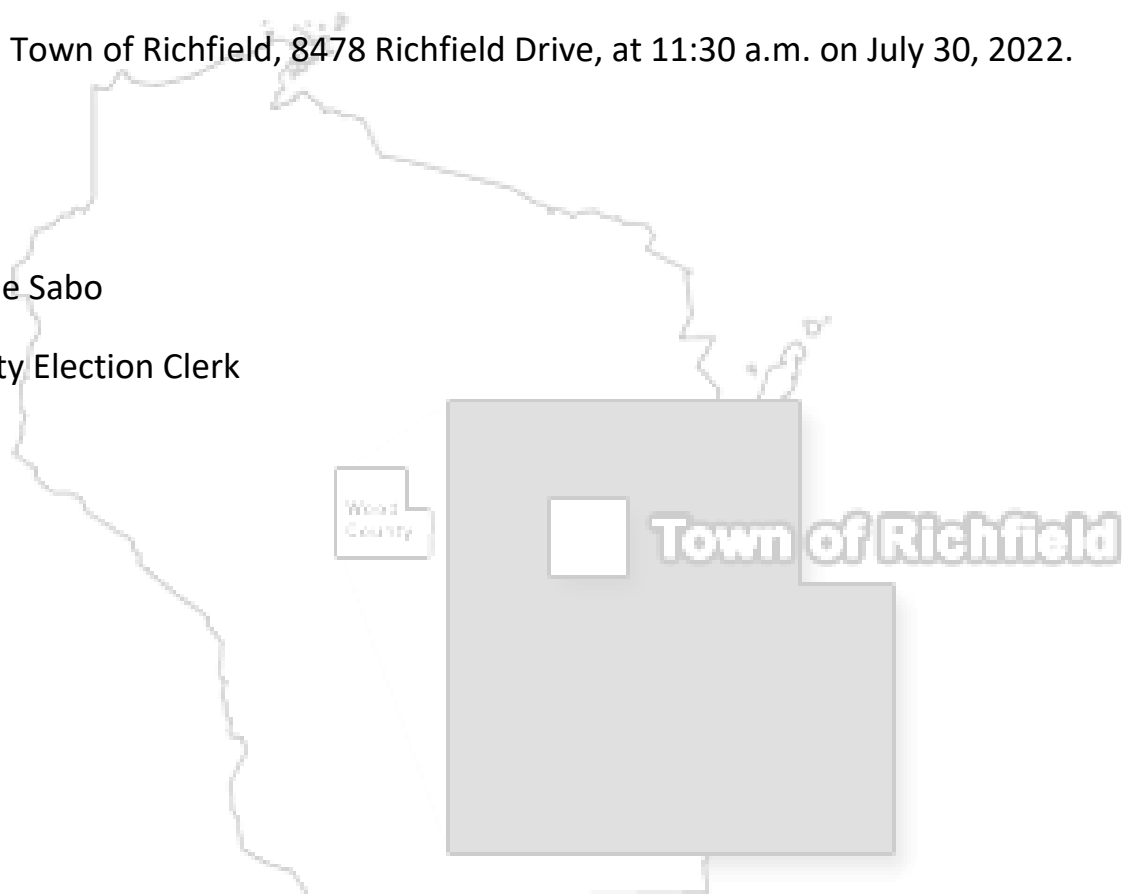 Town of Richfield, 8478 Richfield Drive, at 11:30 a.m. on July 30, 2022.
e Sabo
ty Election Clerk
Wood
County
Town of Richfield